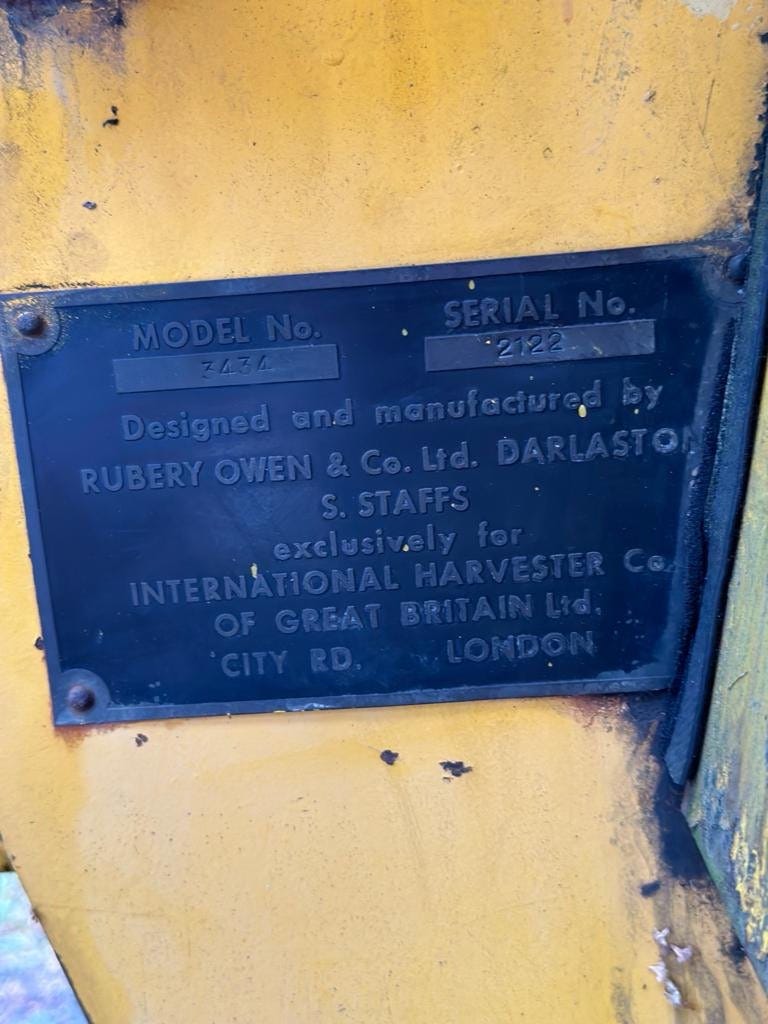 MODEL No. SERIAL No.
3434 2122
Designed and manufactured by
RUBERY OWEN & Co. Ltd. DARLASTON
S. STAFFS
exclusively for
INTERNATIONAL HARVESTER Co.
OF GREAT BRITAIN Ltd.
CITY RD. LONDON